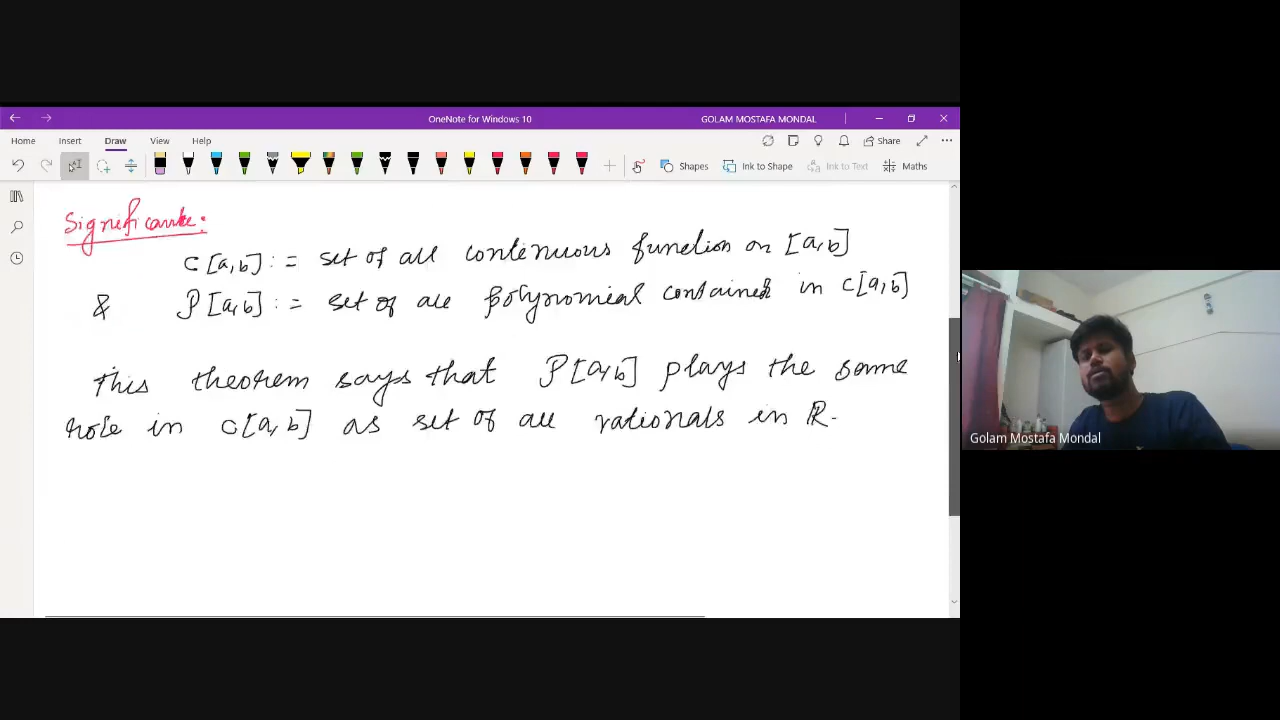 OneNote for Windows 10
GOLAM MOSTAFA MONDAL
Home Insert Draw View Help
Share
Shapes
Ink to Shape
Ink to Text
Maths
Significance:
C[a,b] := set of all continuous function on [a,b]
& P[a,b] := set of all polynomial contained in C[a,b]
This theorem says that P[a,b] plays the same
role in C[a,b] as set of all rationals in ℝ.
Golam Mostafa Mondal